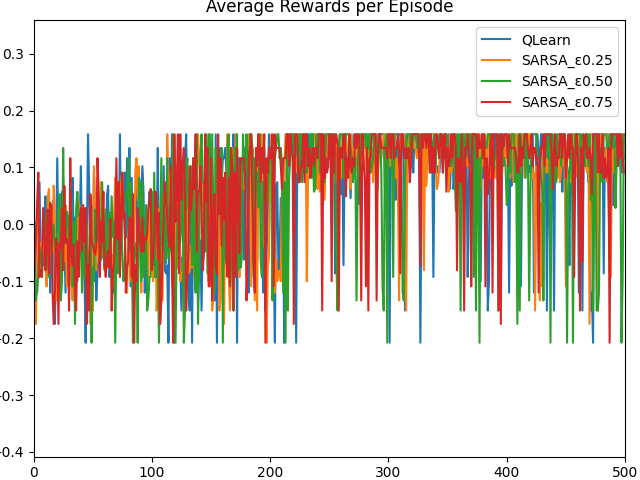 Average Rewards per Episode
QLearn
SARSA_ε0.25
SARSA_ε0.50
SARSA_ε0.75
0.3
0.2
0.1
0.0
-0.1
-0.2
-0.3
-0.4
0 100 200 300 400 500